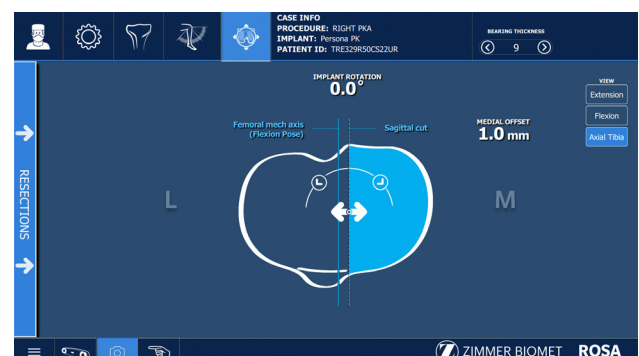 CASE INFO
PROCEDURE: RIGHT PKA
IMPLANT: Persona PK
PATIENT ID: TRE329R50CS22UR
BEARING THICKNESS
9
IMPLANT ROTATION
0.0°
VIEW
Extension
Flexion
Axial Tibia
Femoral mech axis
(Flexion Pose)
Sagittal cut
MEDIAL OFFSET
1.0 mm
RESECTIONS
L
M
L
ZIMMER BIOMET
ROSA